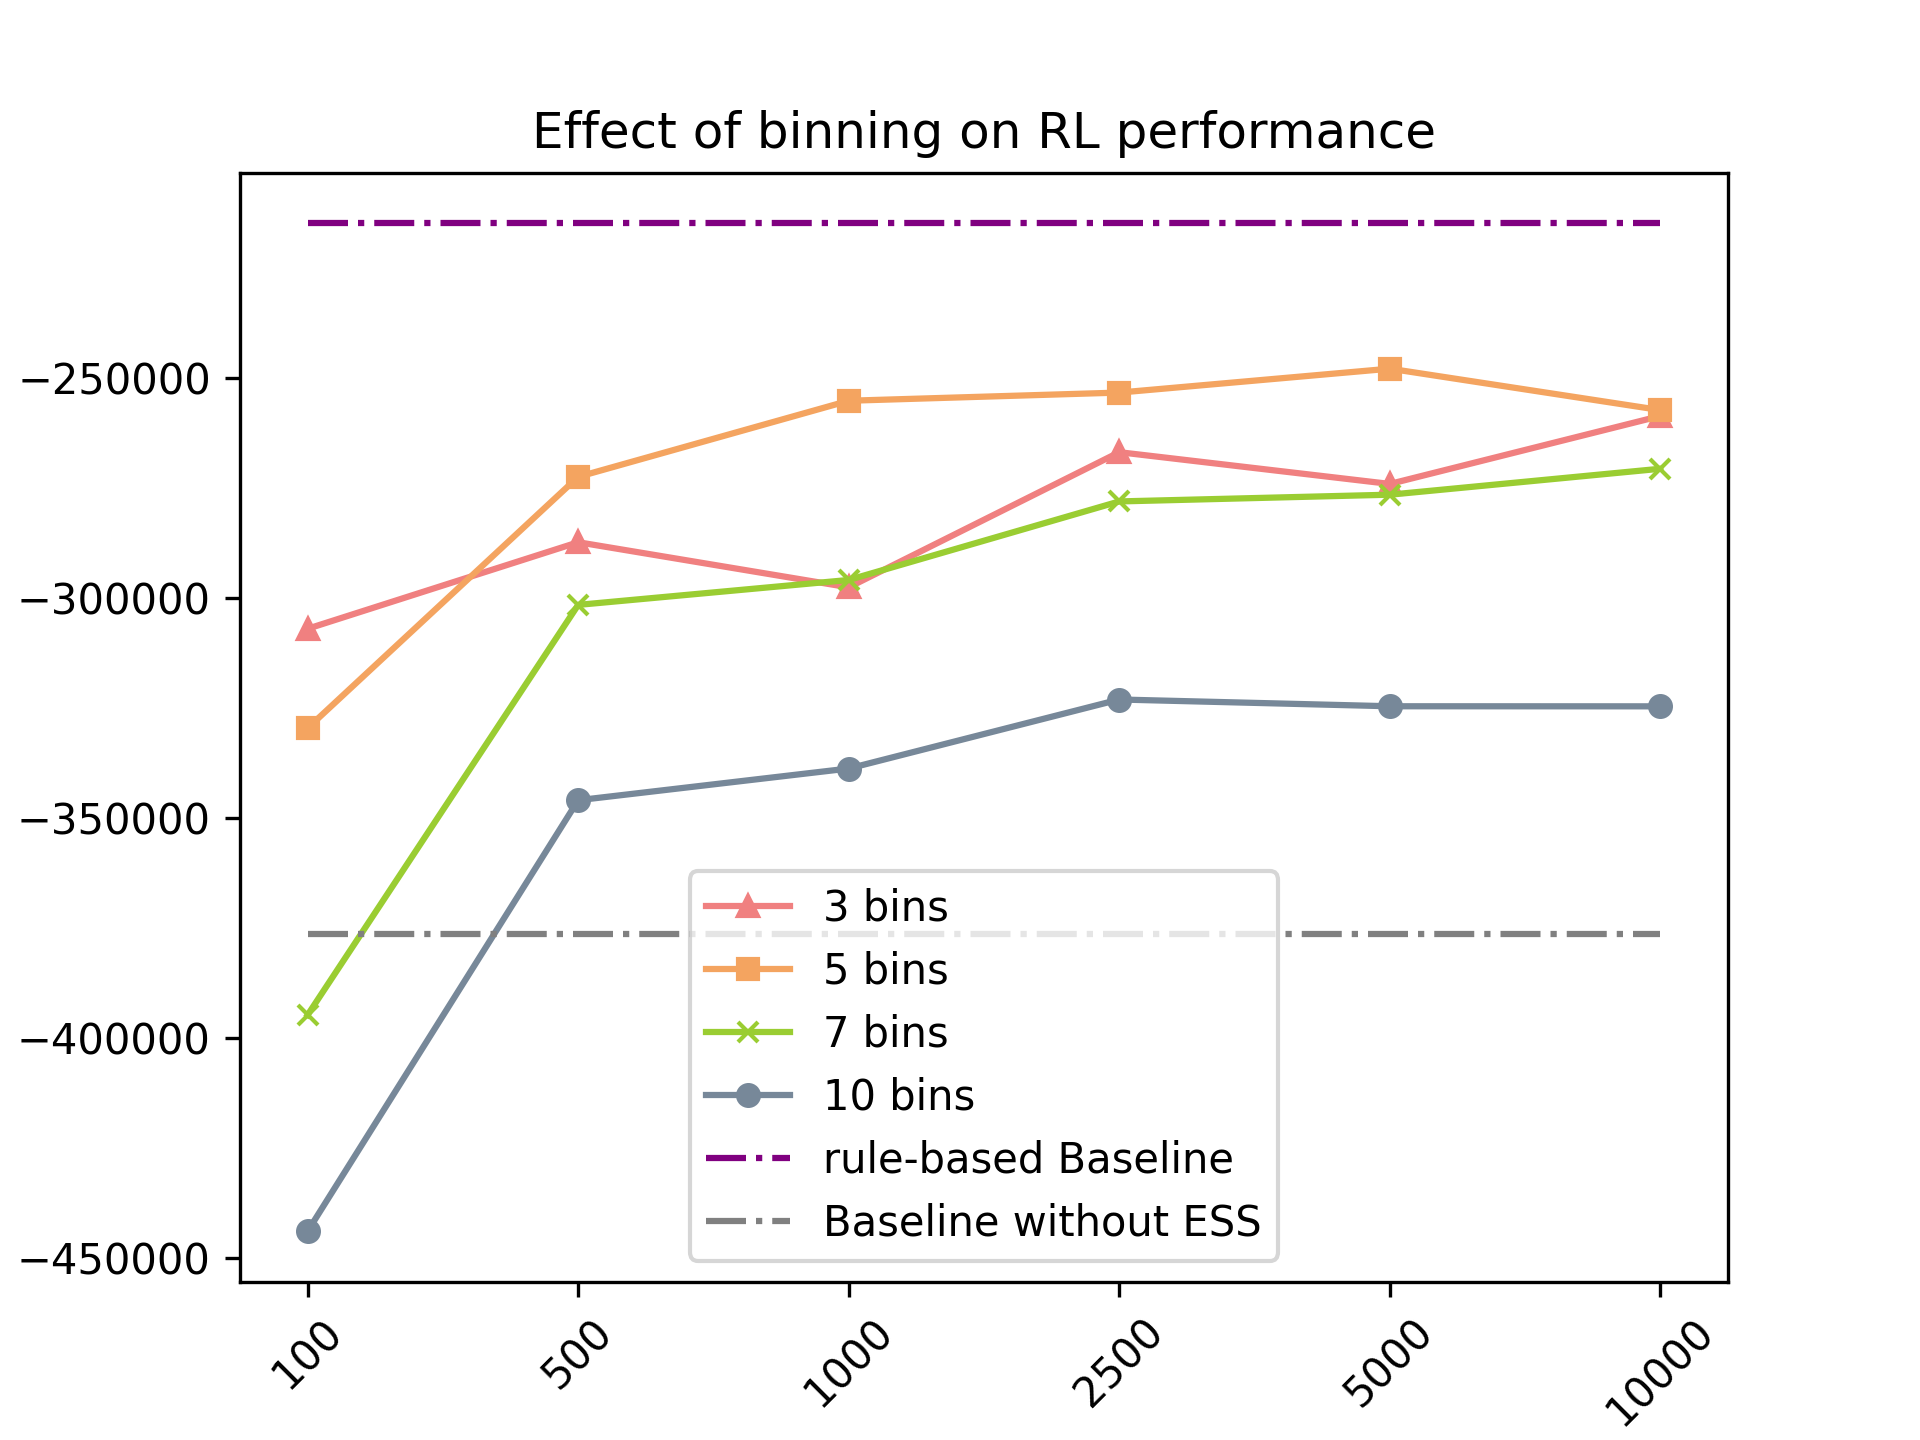 Effect of binning on RL performance
−250000
−300000
−350000
−400000
−450000
3 bins
5 bins
7 bins
10 bins
rule-based Baseline
Baseline without ESS
100
500
1000
2500
5000
10000